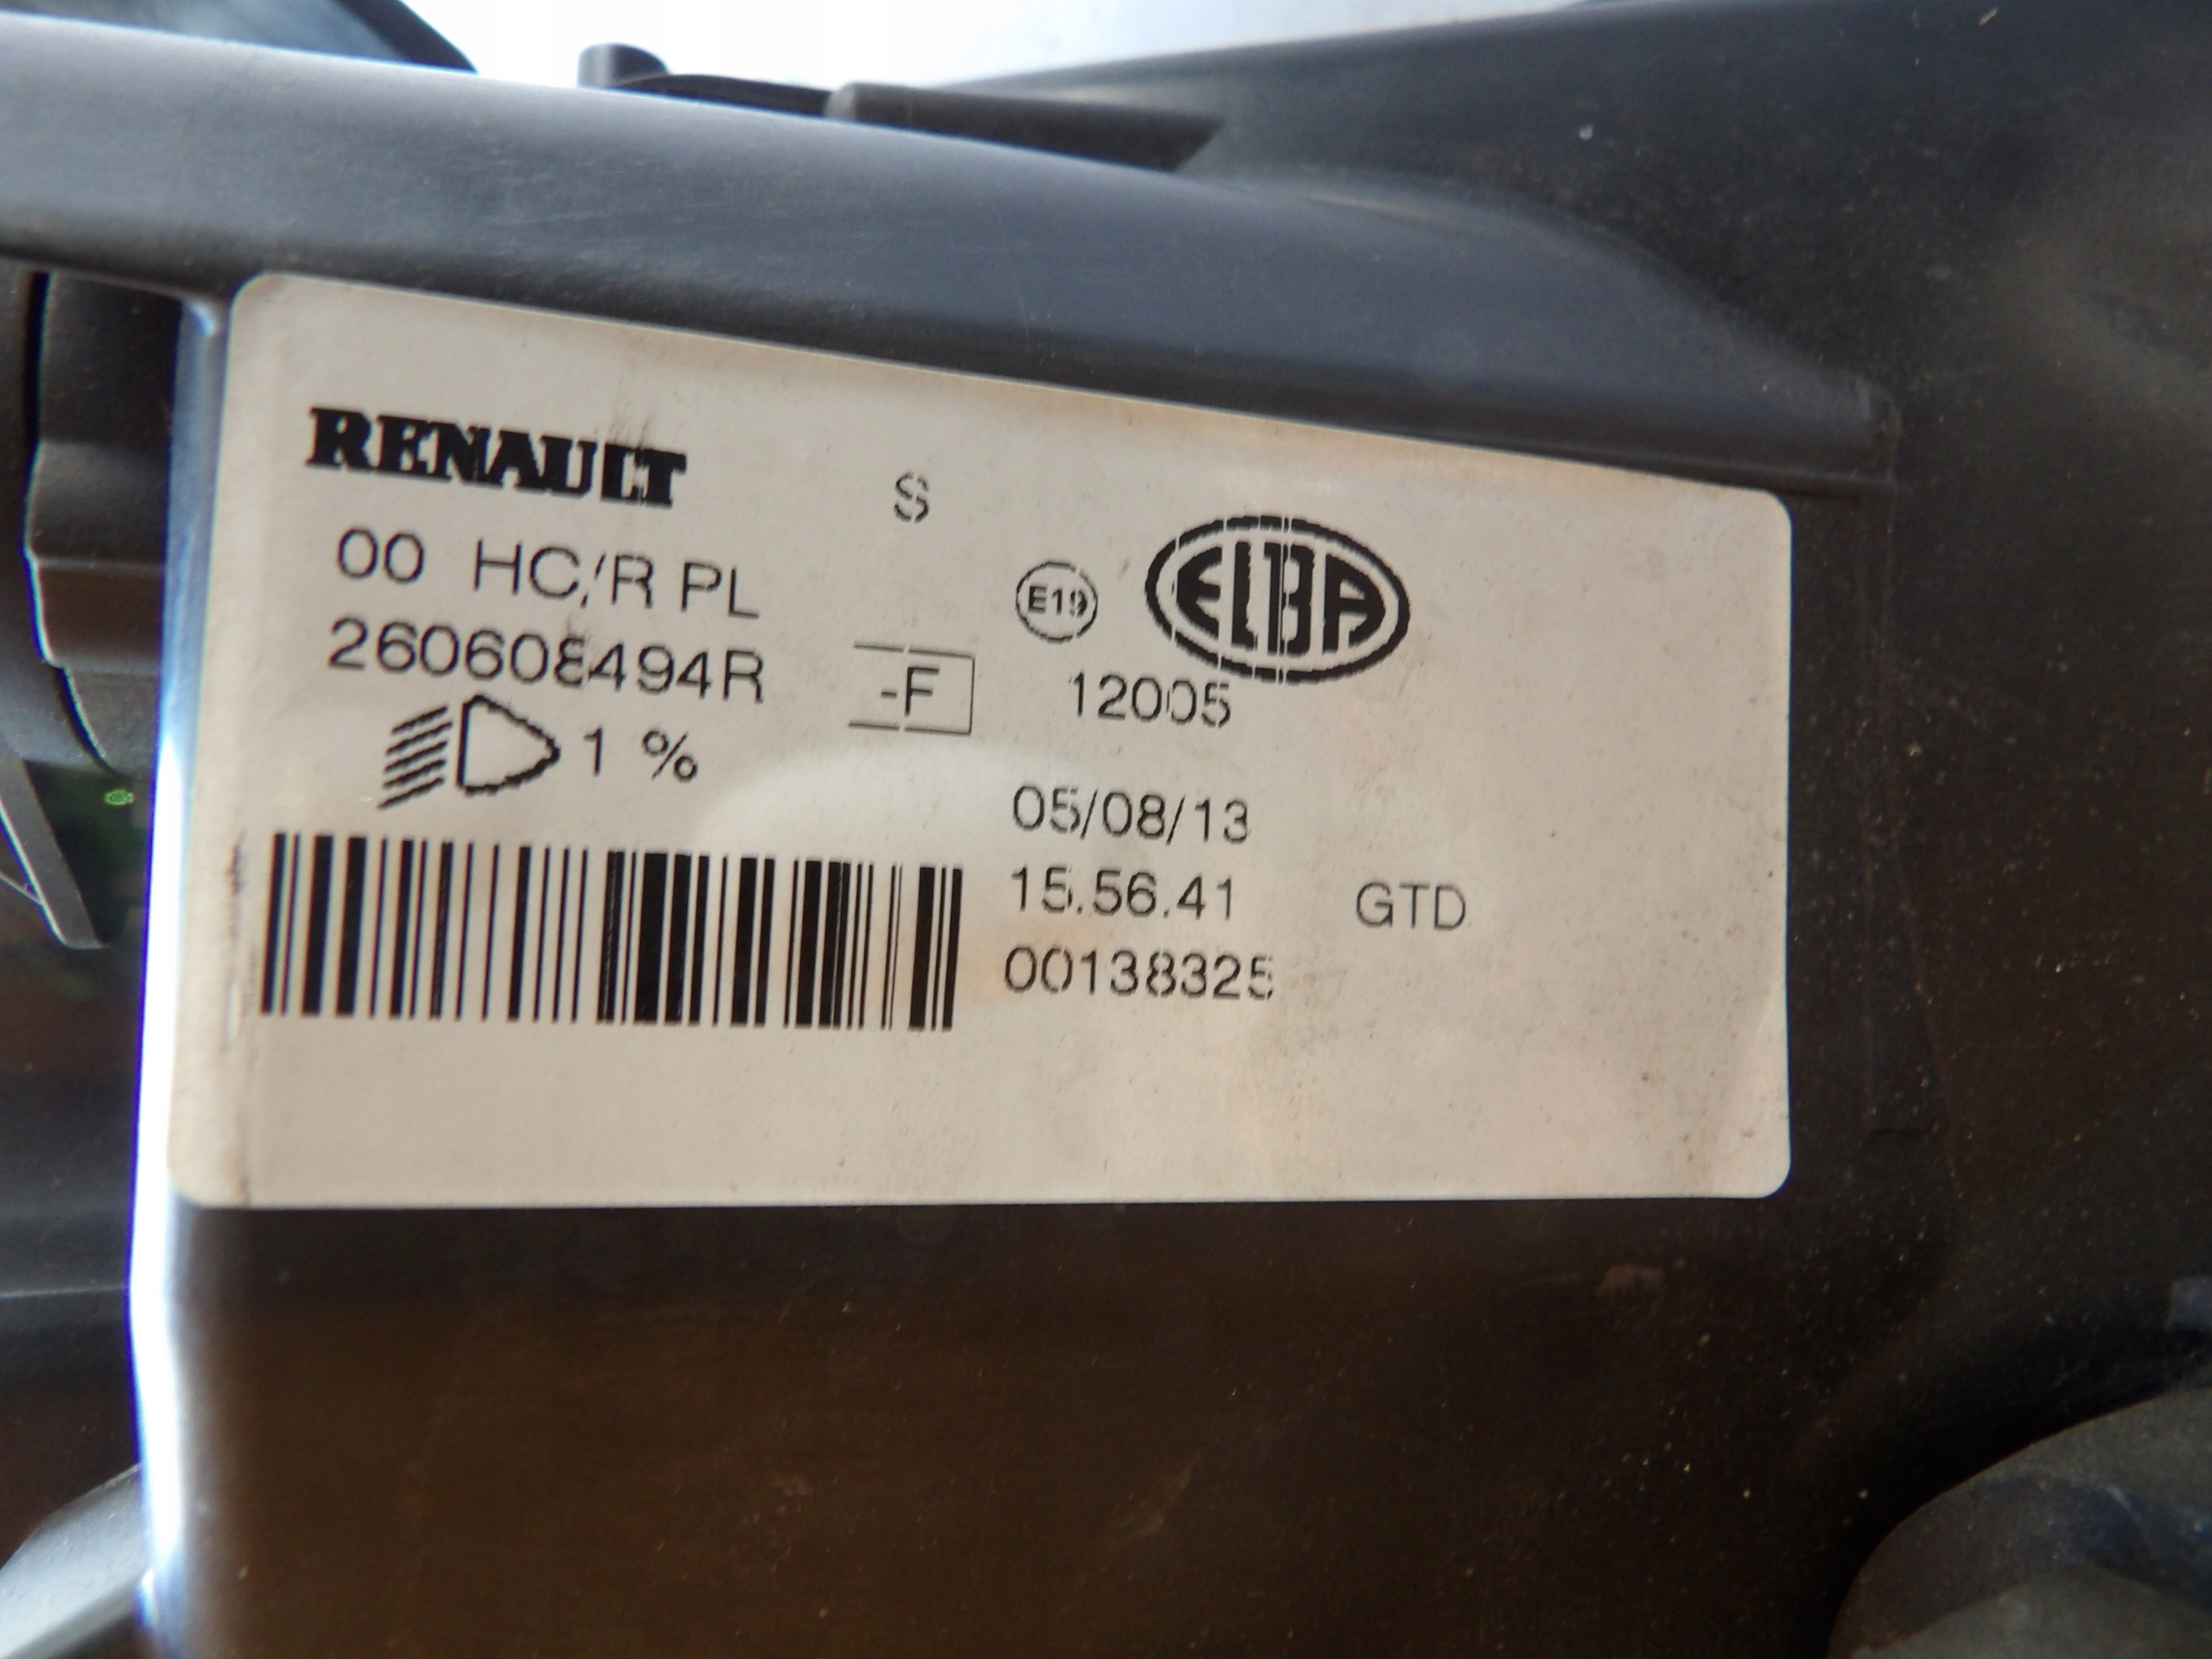 RENAULT
S
00 HC/R PL
E19
ELBA
260608494R
-F
12005
1 %
05/08/13
15.56.41
GTD
00138325